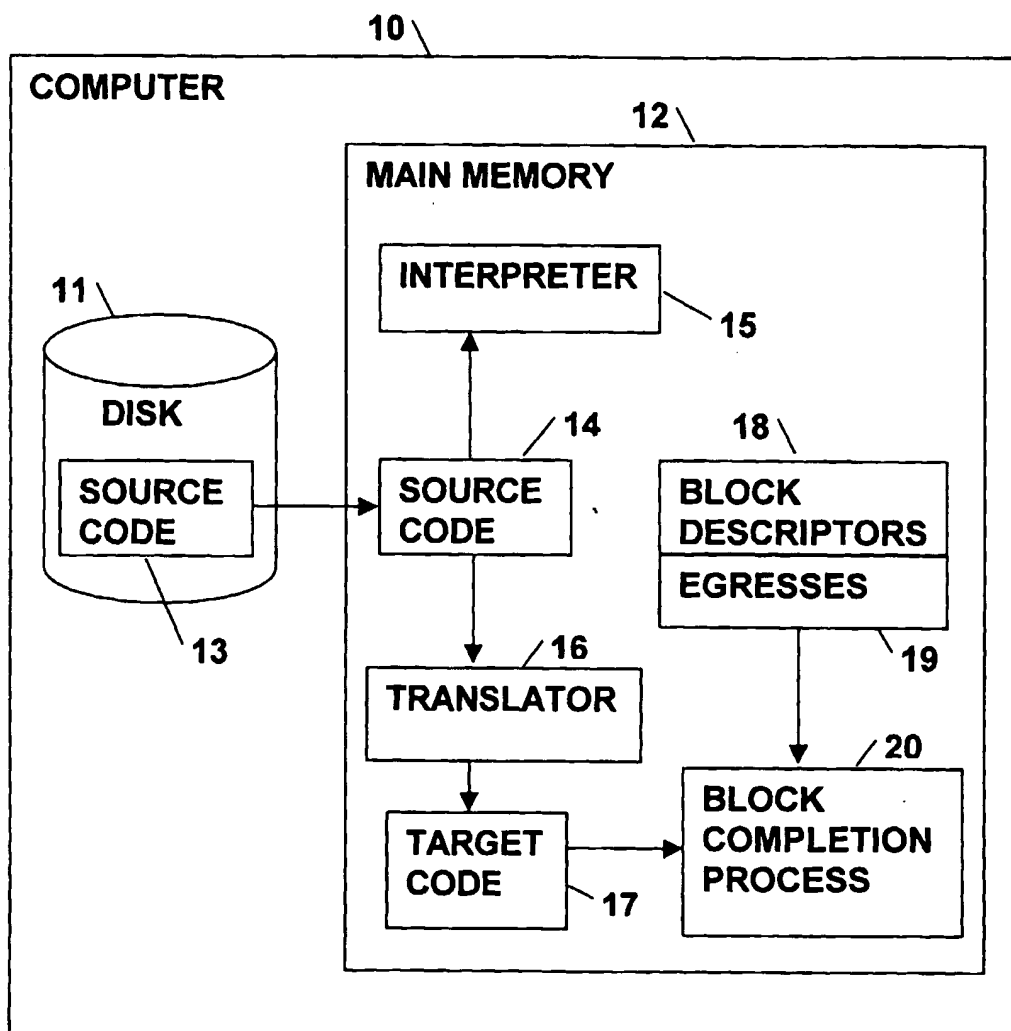 10
COMPUTER
12
MAIN MEMORY
INTERPRETER
15
11
DISK
SOURCE
CODE
13
14
SOURCE
CODE
18
BLOCK
DESCRIPTORS
EGRESSES
19
16
TRANSLATOR
20
BLOCK
COMPLETION
PROCESS
TARGET
CODE
17